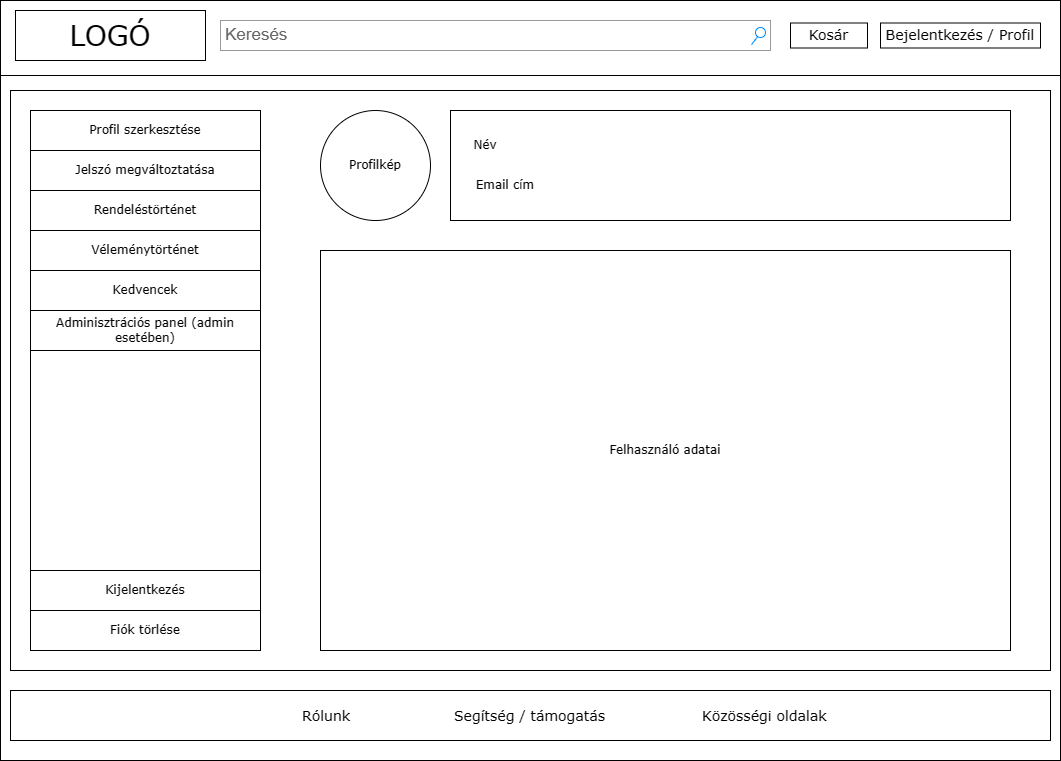 LOGÓ
Keresés
Kosár
Bejelentkezés / Profil
Profil szerkesztése
Jelszó megváltoztatása
Rendeléstörténet
Véleménytörténet
Kedvencek
Adminisztrációs panel (admin
esetében)
Kijelentkezés
Fiók törlése
Profilkép
Név
Email cím
Felhasználó adatai
Rólunk
Segítség / támogatás
Közösségi oldalak